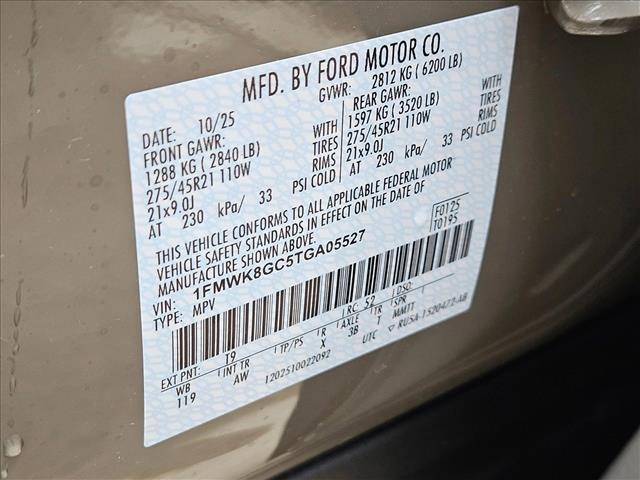 MFD. BY FORD MOTOR CO.
DATE: 10/25 GVWR: 2812 KG ( 6200 LB)
FRONT GAWR: REAR GAWR:
1288 KG ( 2840 LB) WITH 1597 KG ( 3520 LB) WITH
275/45R21 110W TIRES 275/45R21 110W TIRES
21x9.0J RIMS 21x9.0J RIMS
AT 230 kPa/ 33 PSI COLD AT 230 kPa/ 33 PSI COLD
THIS VEHICLE CONFORMS TO ALL APPLICABLE FEDERAL MOTOR
VEHICLE SAFETY STANDARDS IN EFFECT ON THE DATE OF
MANUFACTURE SHOWN ABOVE.
F0125
T0195
VIN: 1FMWK8GC5TGA05527
TYPE: MPV
EXT PNT: T9 RC: 52 DSO:
WB INT TR TP/PS R AXLE TR SPR
119 AW X 3B T MMTT
1202510022092 UTC ▽ RU5A-1520472-AB